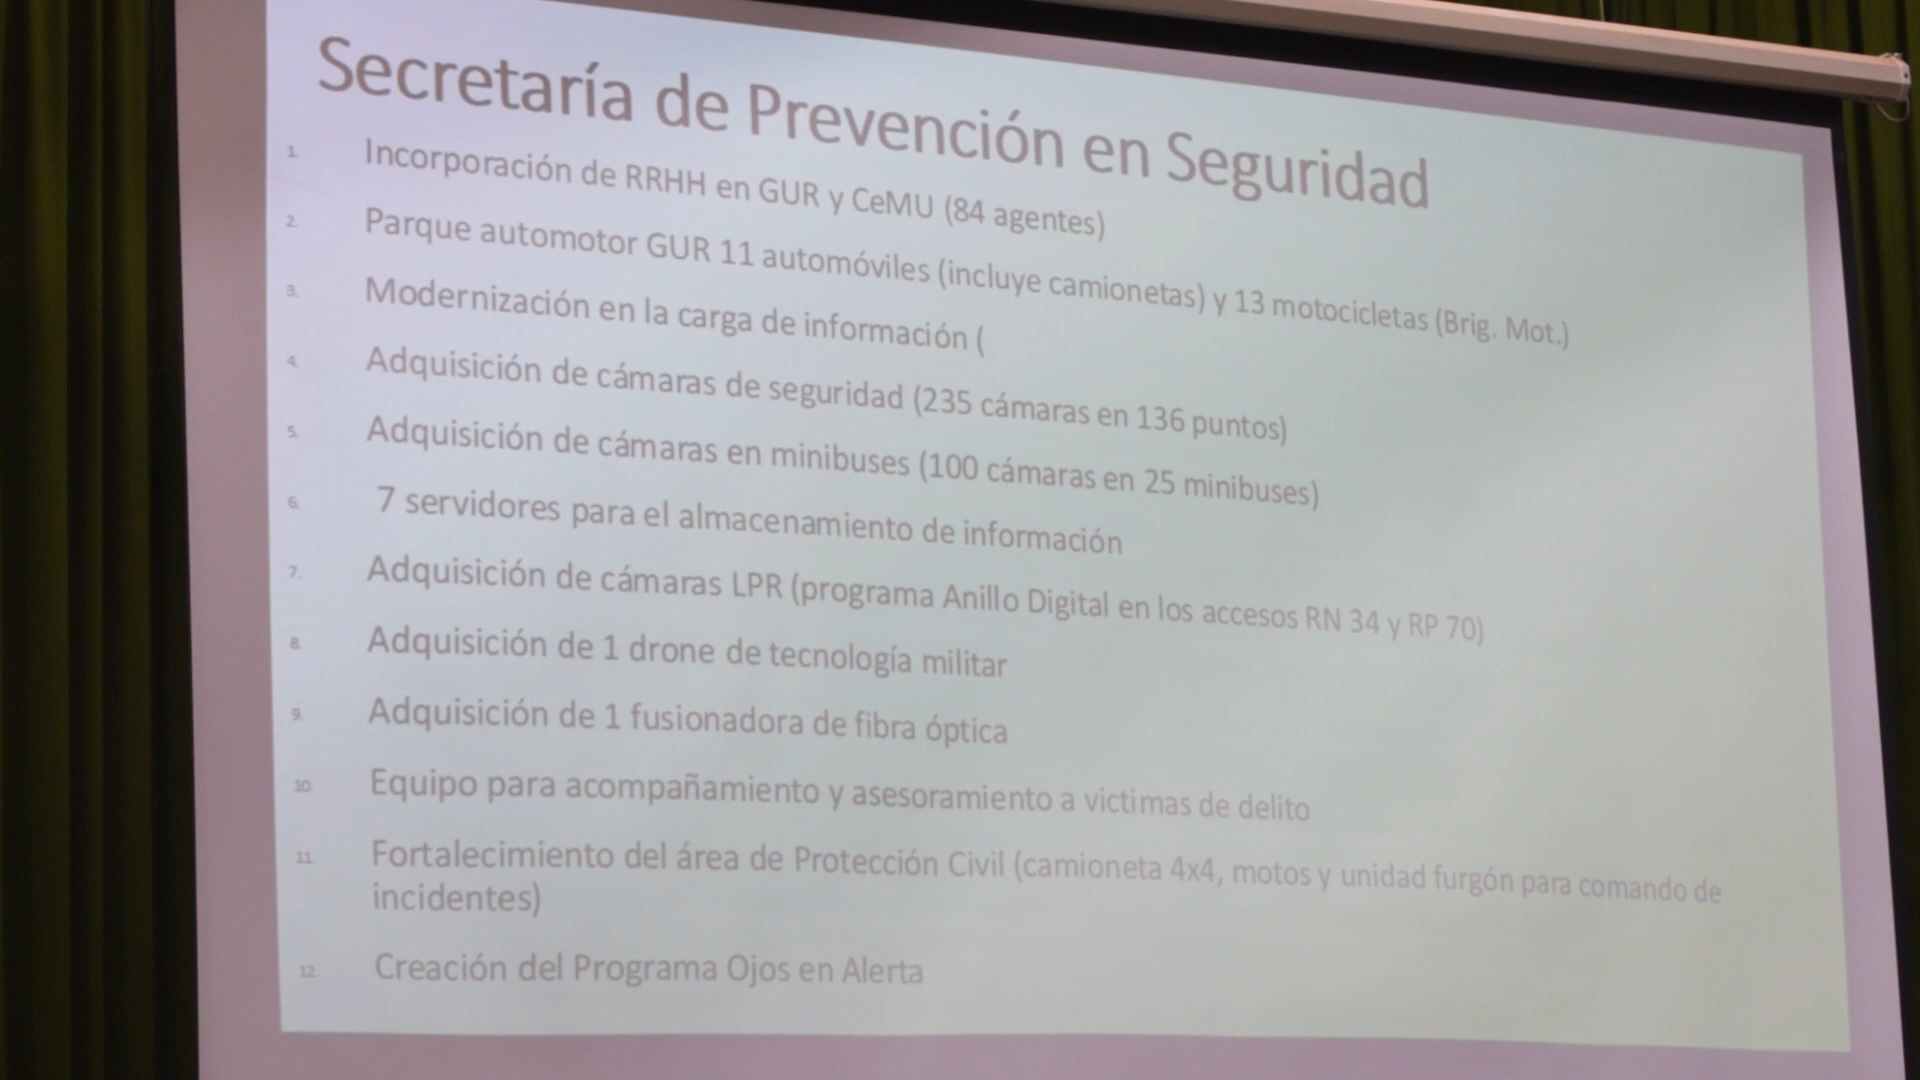 Secretaría de Prevención en Seguridad
1. Incorporación de RRHH en GUR y CeMU (84 agentes)
2. Parque automotor GUR 11 automóviles (incluye camionetas) y 13 motocicletas (Brig. Mot.)
3. Modernización en la carga de información (
4. Adquisición de cámaras de seguridad (235 cámaras en 136 puntos)
5. Adquisición de cámaras en minibuses (100 cámaras en 25 minibuses)
6. 7 servidores para el almacenamiento de información
7. Adquisición de cámaras LPR (programa Anillo Digital en los accesos RN 34 y RP 70)
8. Adquisición de 1 drone de tecnología militar
9. Adquisición de 1 fusionadora de fibra óptica
10. Equipo para acompañamiento y asesoramiento a victimas de delito
11. Fortalecimiento del área de Protección Civil (camioneta 4x4, motos y unidad furgón para comando de
incidentes)
12. Creación del Programa Ojos en Alerta